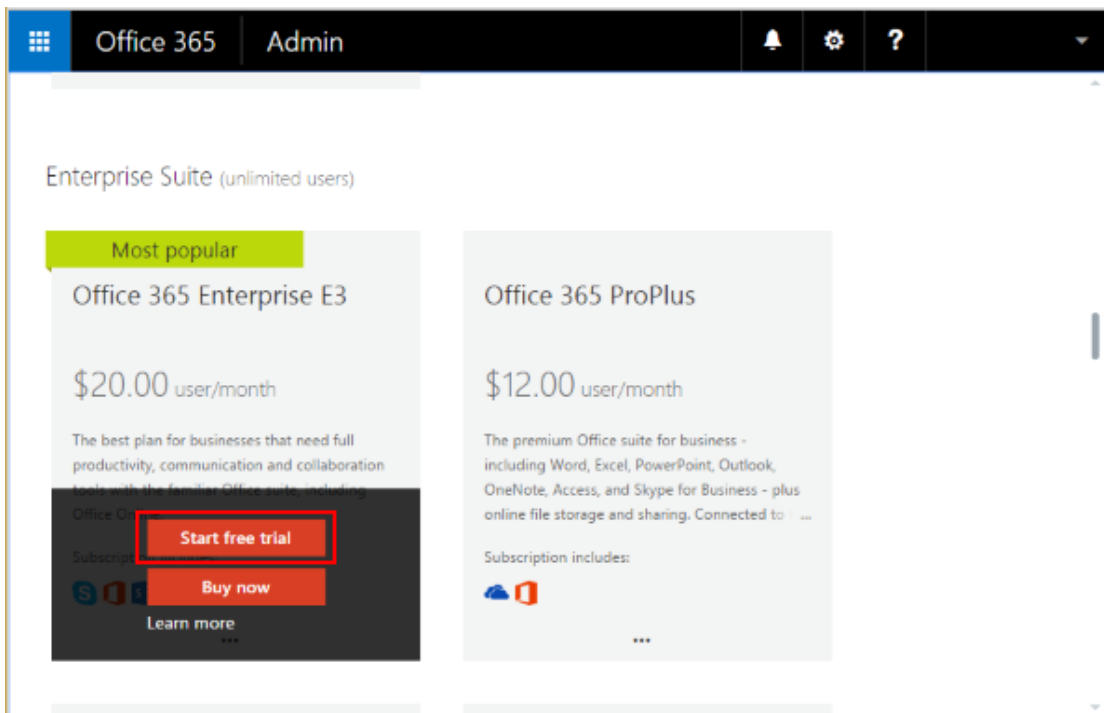 Office 365
Admin
?
Enterprise Suite (unlimited users)
Most popular
Office 365 Enterprise E3
$20.00 user/month
The best plan for businesses that need full
productivity, communication and collaboration
tools with the familiar Office suite, including
Office Online.
Start free trial
Buy now
Learn more
...
Office 365 ProPlus
$12.00 user/month
The premium Office suite for business -
including Word, Excel, PowerPoint, Outlook,
OneNote, Access, and Skype for Business - plus
online file storage and sharing. Connected to ...
Subscription includes:
...